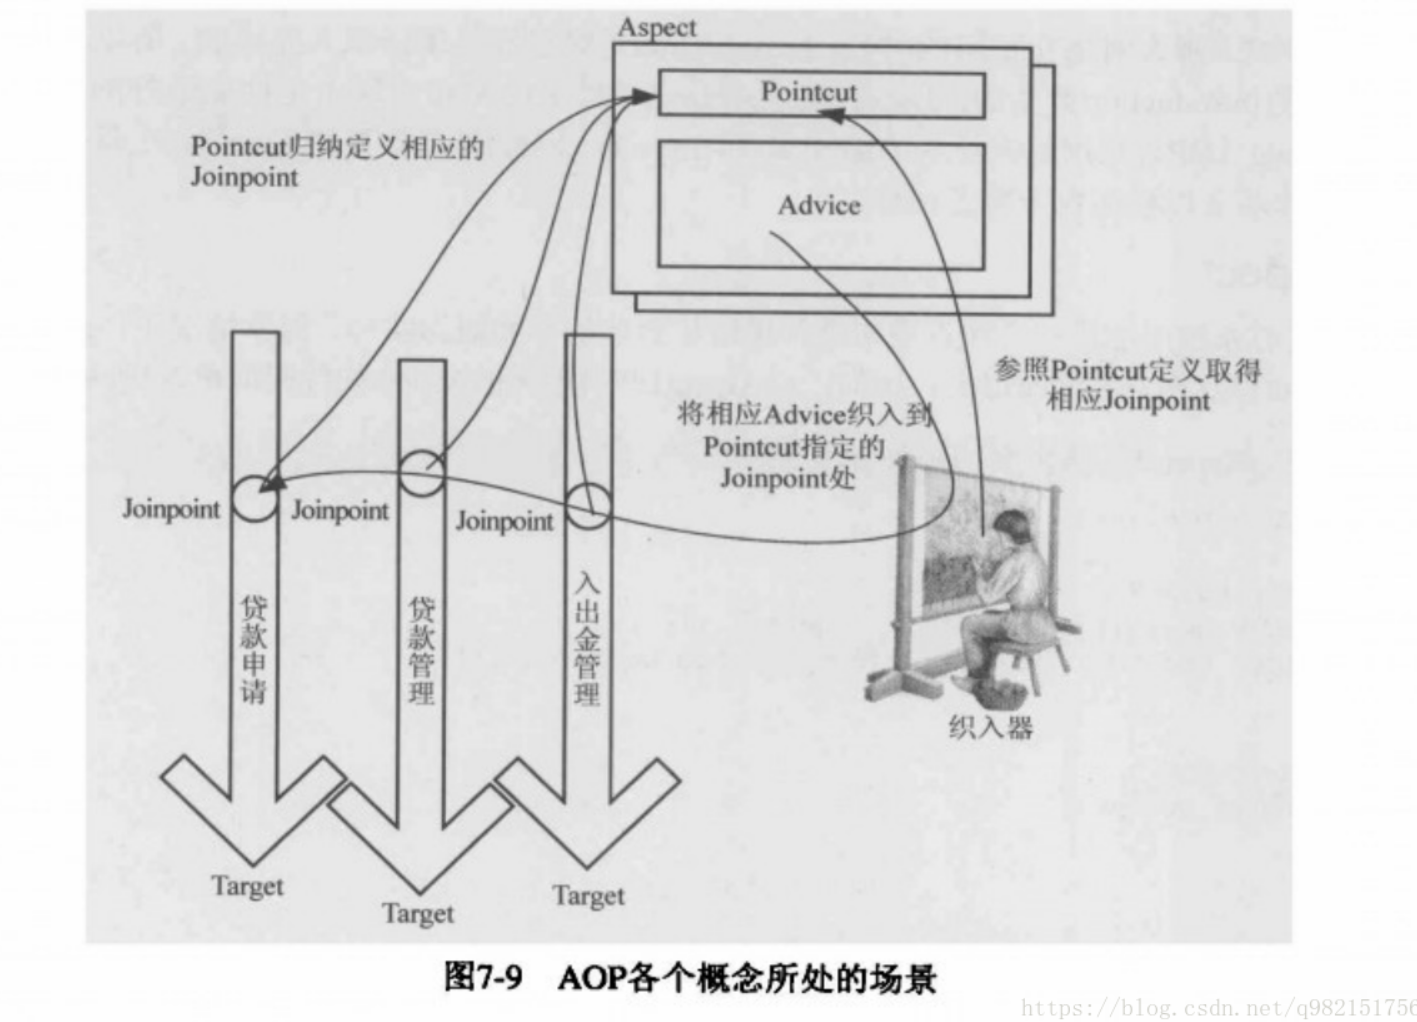 Aspect
Pointcut
Pointcut归纳定义相应的
Joinpoint
Advice
参照Pointcut定义取得
相应Joinpoint
将相应Advice织入到
Pointcut指定的
Joinpoint处
Joinpoint
Joinpoint
Joinpoint
贷款申请
贷款管理
入出金管理
织入器
Target
Target
Target
图7-9 AOP各个概念所处的场景
https://blog.csdn.net/q982151756